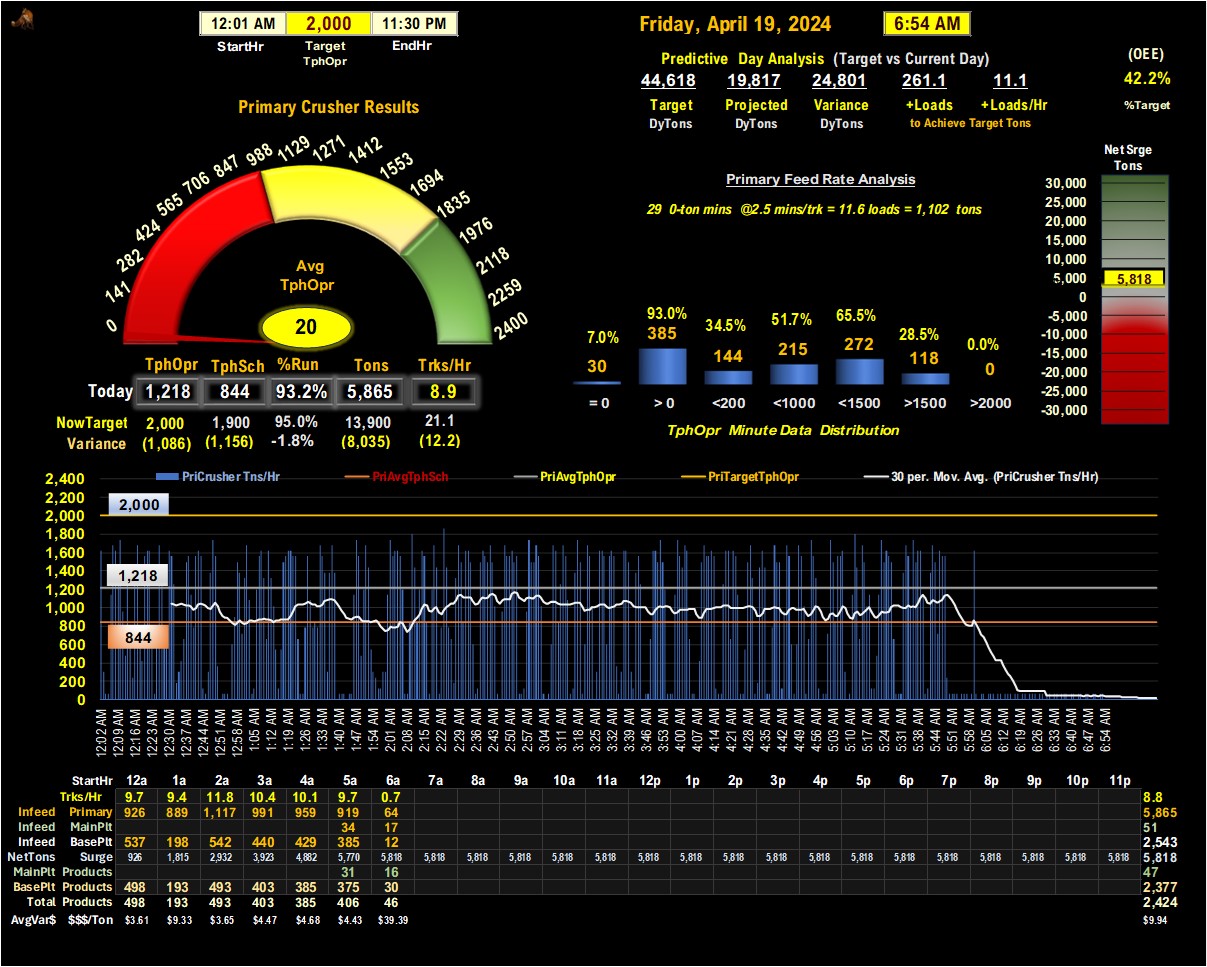 12:01 AM 2,000 11:30 PM
StartHr Target TphOpr EndHr
Friday, April 19, 2024 6:54 AM
Predictive Day Analysis (Target vs Current Day)
44,618 19,817 24,801 261.1 11.1
Target Projected Variance +Loads +Loads/Hr
DyTons DyTons DyTons to Achieve Target Tons
(OEE)
42.2%
%Target
Primary Crusher Results
0 141 282 424 565 706 847 988 1129 1271 1412 1553 1694 1835 1976 2118 2259 2400
Avg
TphOpr
20
TphOpr TphSch %Run Tons Trks/Hr
Today 1,218 844 93.2% 5,865 8.9
NowTarget 2,000 1,900 95.0% 13,900 21.1
Variance (1,086) (1,156) -1.8% (8,035) (12.2)
Primary Feed Rate Analysis
29 0-ton mins @2.5 mins/trk = 11.6 loads = 1,102 tons
7.0% 93.0% 34.5% 51.7% 65.5% 28.5% 0.0%
30 385 144 215 272 118 0
= 0 > 0 <200 <1000 <1500 >1500 >2000
TphOpr Minute Data Distribution
Net Srge
Tons
30,000
25,000
20,000
15,000
10,000
5,000
5,818
0
-5,000
-10,000
-15,000
-20,000
-25,000
-30,000
PriCrusher Tns/Hr PriAvgTphSch PriAvgTphOpr PriTargetTphOpr 30 per. Mov. Avg. (PriCrusher Tns/Hr)
2,400
2,200
2,000
1,800
1,600
1,400
1,200
1,000
800
600
400
200
0
2,000
1,218
844
12:02 AM 12:09 AM 12:16 AM 12:23 AM 12:30 AM 12:37 AM 12:44 AM 12:51 AM 12:58 AM 1:05 AM 1:12 AM 1:19 AM 1:26 AM 1:33 AM 1:40 AM 1:47 AM 1:54 AM 2:01 AM 2:08 AM 2:15 AM 2:22 AM 2:29 AM 2:36 AM 2:43 AM 2:50 AM 2:57 AM 3:04 AM 3:11 AM 3:18 AM 3:25 AM 3:32 AM 3:39 AM 3:46 AM 3:53 AM 4:00 AM 4:07 AM 4:14 AM 4:21 AM 4:28 AM 4:35 AM 4:42 AM 4:49 AM 4:56 AM 5:03 AM 5:10 AM 5:17 AM 5:24 AM 5:31 AM 5:38 AM 5:44 AM 5:51 AM 5:58 AM 6:05 AM 6:12 AM 6:19 AM 6:26 AM 6:33 AM 6:40 AM 6:47 AM 6:54 AM
StartHr 12a 1a 2a 3a 4a 5a 6a 7a 8a 9a 10a 11a 12p 1p 2p 3p 4p 5p 6p 7p 8p 9p 10p 11p
Trks/Hr 9.7 9.4 11.8 10.4 10.1 9.7 0.7 8.8
Infeed Primary 926 889 1,117 991 959 919 64 5,865
Infeed MainPlt 34 17 51
Infeed BasePlt 537 198 542 440 429 385 12 2,543
NetTons Surge 926 1,815 2,932 3,923 4,882 5,770 5,818 5,818 5,818 5,818 5,818 5,818 5,818 5,818 5,818 5,818 5,818 5,818 5,818 5,818 5,818 5,818 5,818 5,818 5,818
MainPlt Products 31 16 47
BasePlt Products 498 193 493 403 385 375 30 2,377
Total Products 498 193 493 403 385 406 46 2,424
AvgVar$ $$$/Ton $3.61 $9.33 $3.65 $4.47 $4.68 $4.43 $39.39 $9.94